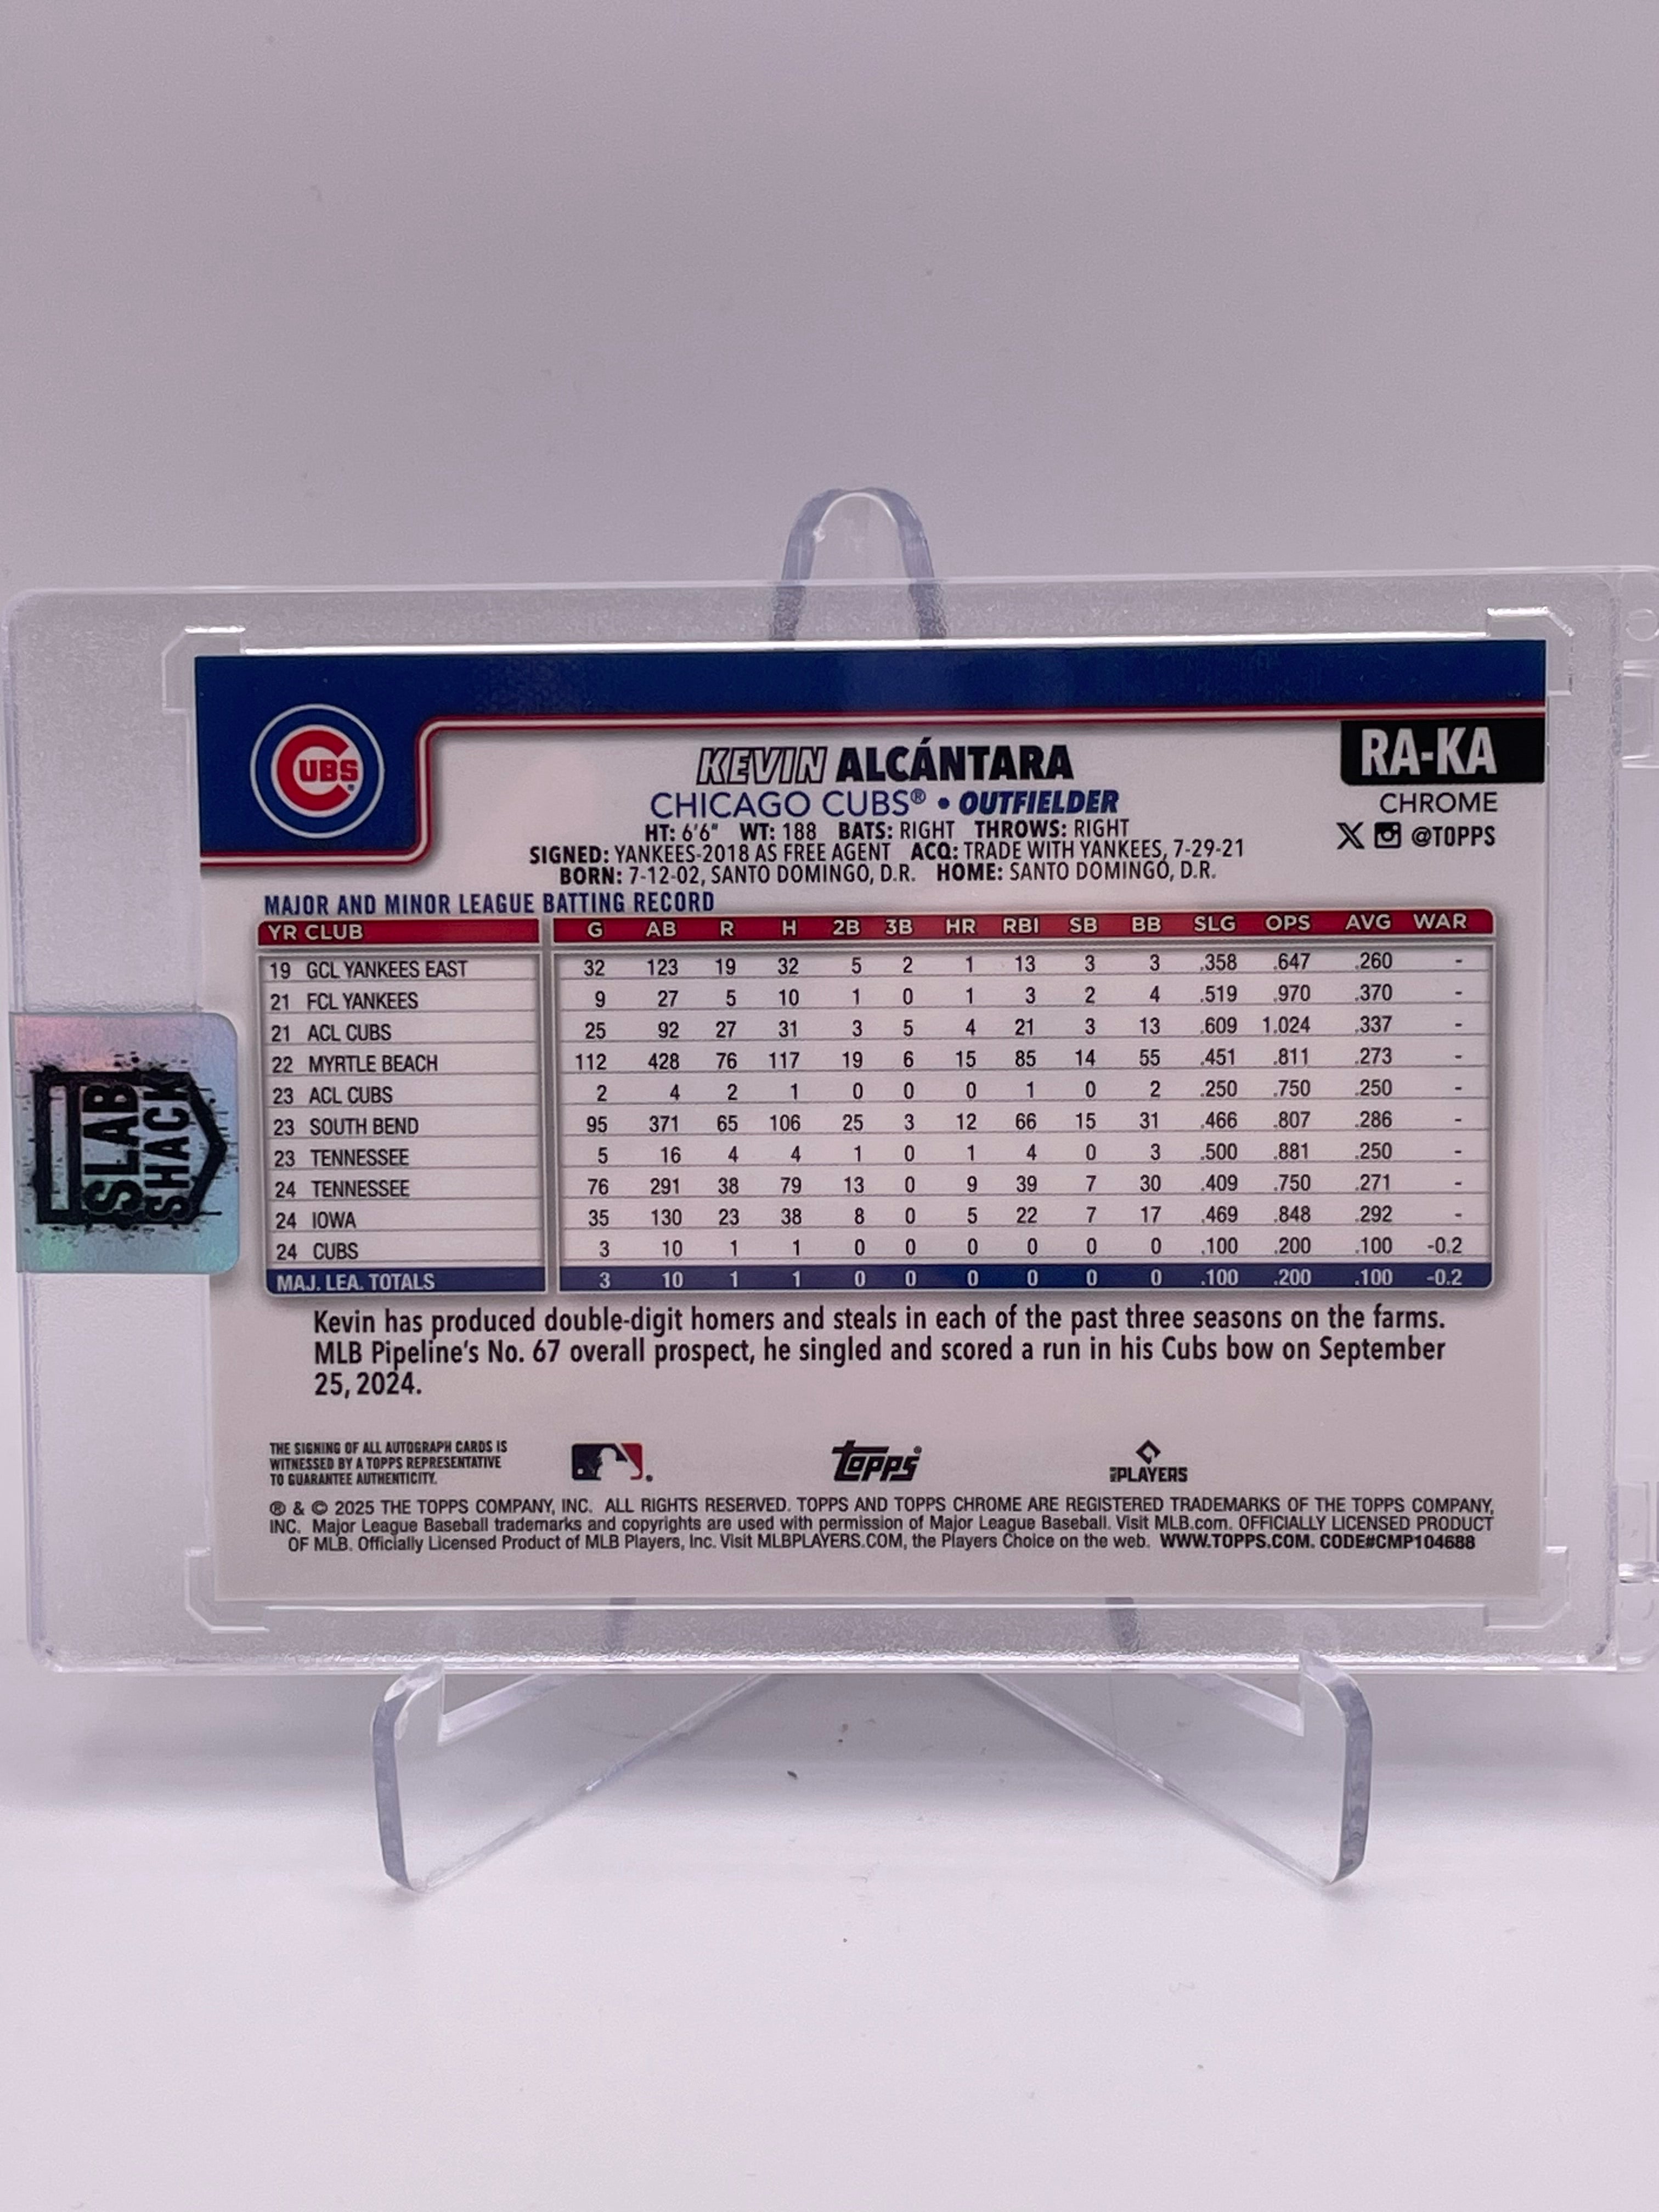 CUBS®
KEVIN ALCÁNTARA
CHICAGO CUBS® • OUTFIELDER
HT: 6'6" WT: 188 BATS: RIGHT THROWS: RIGHT
SIGNED: YANKEES-2018 AS FREE AGENT ACQ: TRADE WITH YANKEES, 7-29-21
BORN: 7-12-02, SANTO DOMINGO, D.R. HOME: SANTO DOMINGO, D.R.
RA-KA
CHROME
X @TOPPS
MAJOR AND MINOR LEAGUE BATTING RECORD
YR CLUB G AB R H 2B 3B HR RBI SB BB SLG OPS AVG WAR
19 GCL YANKEES EAST 32 123 19 32 5 2 1 13 3 3 .358 .647 .260 -
21 FCL YANKEES 9 27 5 10 1 0 1 3 2 4 .519 .970 .370 -
21 ACL CUBS 25 92 27 31 3 5 4 21 3 13 .609 1.024 .337 -
22 MYRTLE BEACH 112 428 76 117 19 6 15 85 14 55 .451 .811 .273 -
23 ACL CUBS 2 4 2 1 0 0 0 1 0 2 .250 .750 .250 -
23 SOUTH BEND 95 371 65 106 25 3 12 66 15 31 .466 .807 .286 -
23 TENNESSEE 5 16 4 4 1 0 1 4 0 3 .500 .881 .250 -
24 TENNESSEE 76 291 38 79 13 0 9 39 7 30 .409 .750 .271 -
24 IOWA 35 130 23 38 8 0 5 22 7 17 .469 .848 .292 -
24 CUBS 3 10 1 1 0 0 0 0 0 0 .100 .200 .100 -0.2
MAJ. LEA. TOTALS 3 10 1 1 0 0 0 0 0 0 .100 .200 .100 -0.2
SLAB
SHACK
Kevin has produced double-digit homers and steals in each of the past three seasons on the farms.
MLB Pipeline's No. 67 overall prospect, he singled and scored a run in his Cubs bow on September
25, 2024.
THE SIGNING OF ALL AUTOGRAPH CARDS IS
WITNESSED BY A TOPPS REPRESENTATIVE
TO GUARANTEE AUTHENTICITY.
Topps®
PLAYERS
® & © 2025 THE TOPPS COMPANY, INC. ALL RIGHTS RESERVED. TOPPS AND TOPPS CHROME ARE REGISTERED TRADEMARKS OF THE TOPPS COMPANY,
INC. Major League Baseball trademarks and copyrights are used with permission of Major League Baseball. Visit MLB.com. OFFICIALLY LICENSED PRODUCT
OF MLB. Officially Licensed Product of MLB Players, Inc. Visit MLBPLAYERS.COM, the Players Choice on the web. WWW.TOPPS.COM. CODE#CMP104688